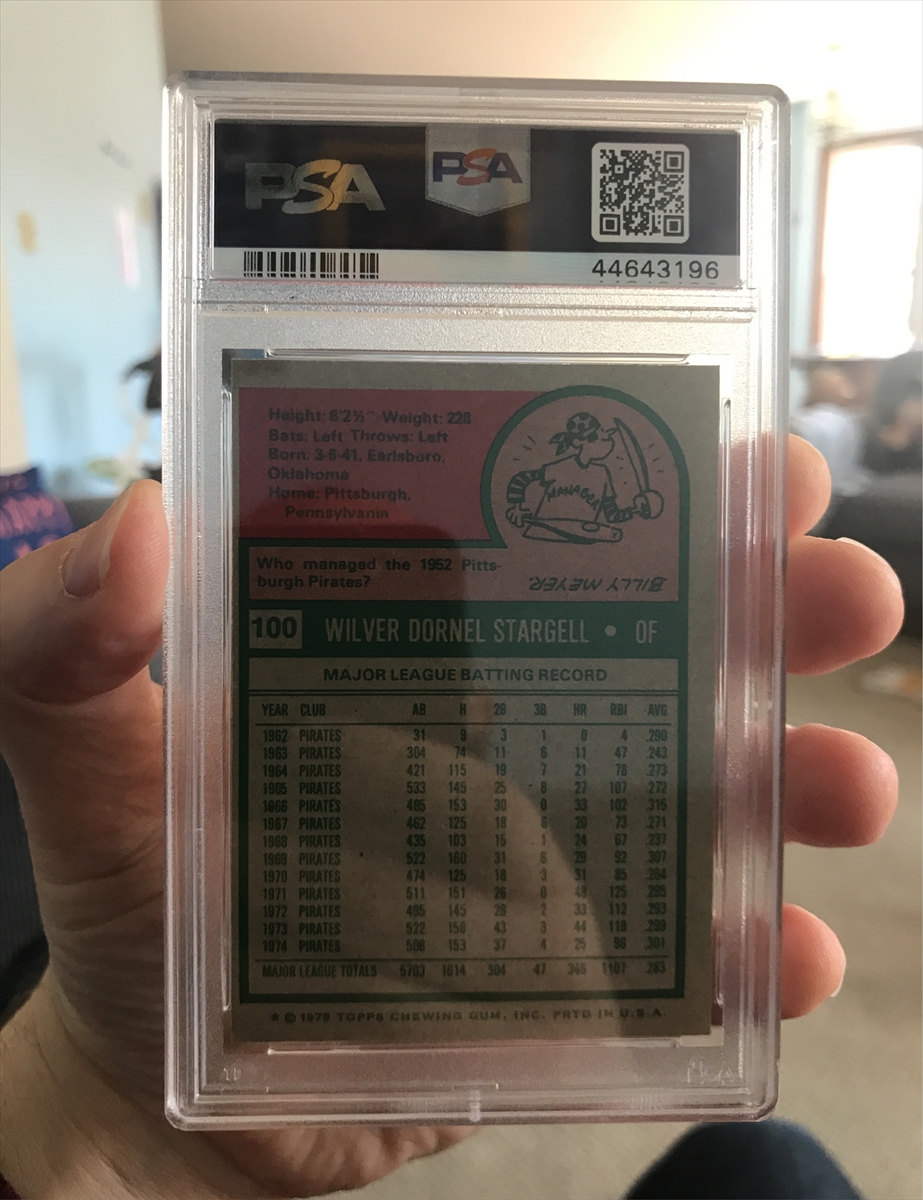 PSA
PSA
44643196
Height: 6'2½" Weight: 228
Bats: Left Throws: Left
Born: 3-6-41, Earlsboro,
Oklahoma
Home: Pittsburgh,
Pennsylvania
MANAGER
Who managed the 1952 Pitts-
burgh Pirates?
BILLY MEYER.
100 WILVER DORNEL STARGELL • OF
MAJOR LEAGUE BATTING RECORD
YEAR CLUB AB H 2B 3B HR RBI AVG
1962 PIRATES 31 9 3 1 0 4 .290
1963 PIRATES 304 74 11 6 11 47 .243
1964 PIRATES 421 115 19 7 21 78 .273
1965 PIRATES 533 145 25 8 27 107 .272
1966 PIRATES 485 153 30 0 33 102 .315
1967 PIRATES 462 125 18 6 20 73 .271
1968 PIRATES 435 103 15 1 24 67 .237
1969 PIRATES 522 160 31 6 29 92 .307
1970 PIRATES 474 125 18 3 31 85 .264
1971 PIRATES 511 151 26 0 48 125 .295
1972 PIRATES 495 145 28 2 33 112 .293
1973 PIRATES 522 156 43 3 44 119 .299
1974 PIRATES 508 153 37 4 25 96 .301
MAJOR LEAGUE TOTALS 5703 1614 304 47 346 1107 .283
* © 1975 TOPPS CHEWING GUM, INC. PRTD IN U.S.A.